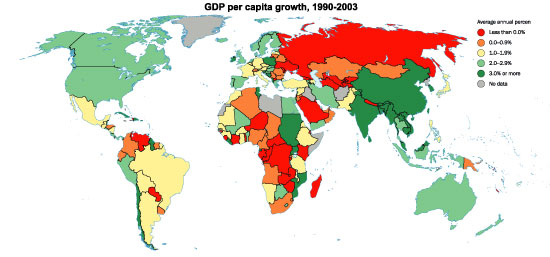 GDP per capita growth, 1990-2003
Average annual percen
Less than 0.0%
0.0–0.9%
1.0–1.9%
2.0–2.9%
3.0% or more
No data